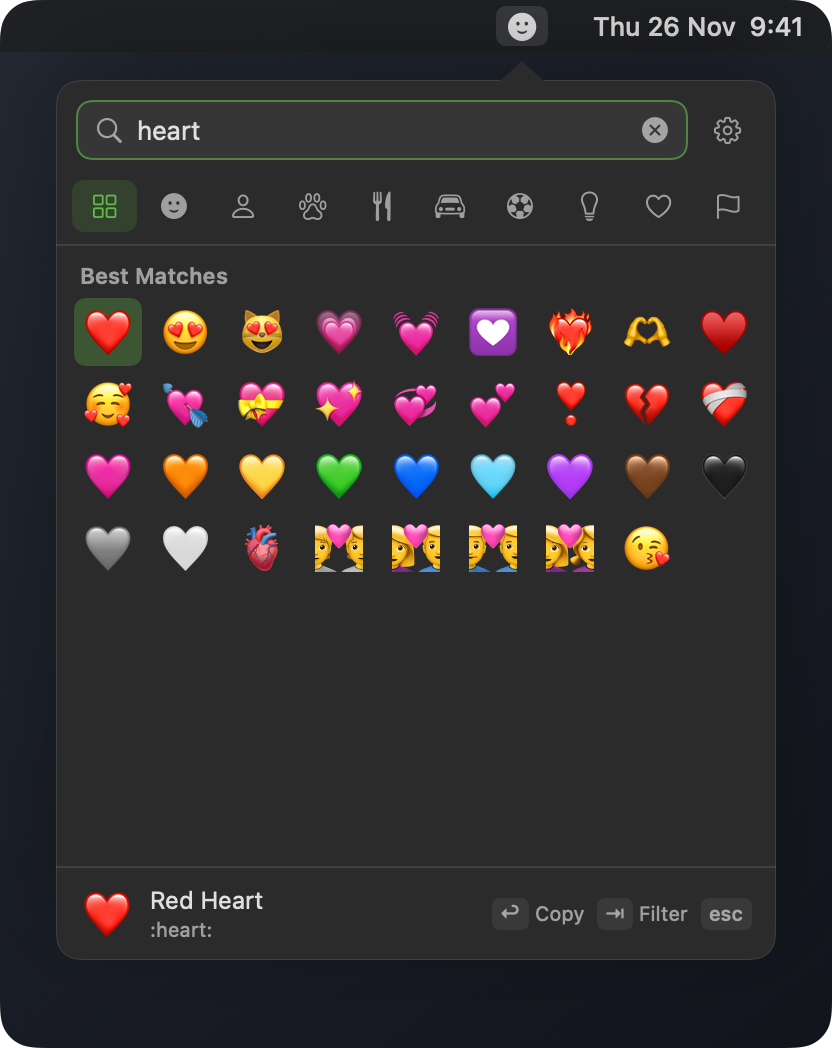 Thu 26 Nov 9:41
heart
Best Matches
Red Heart
:heart:
Copy Filter esc